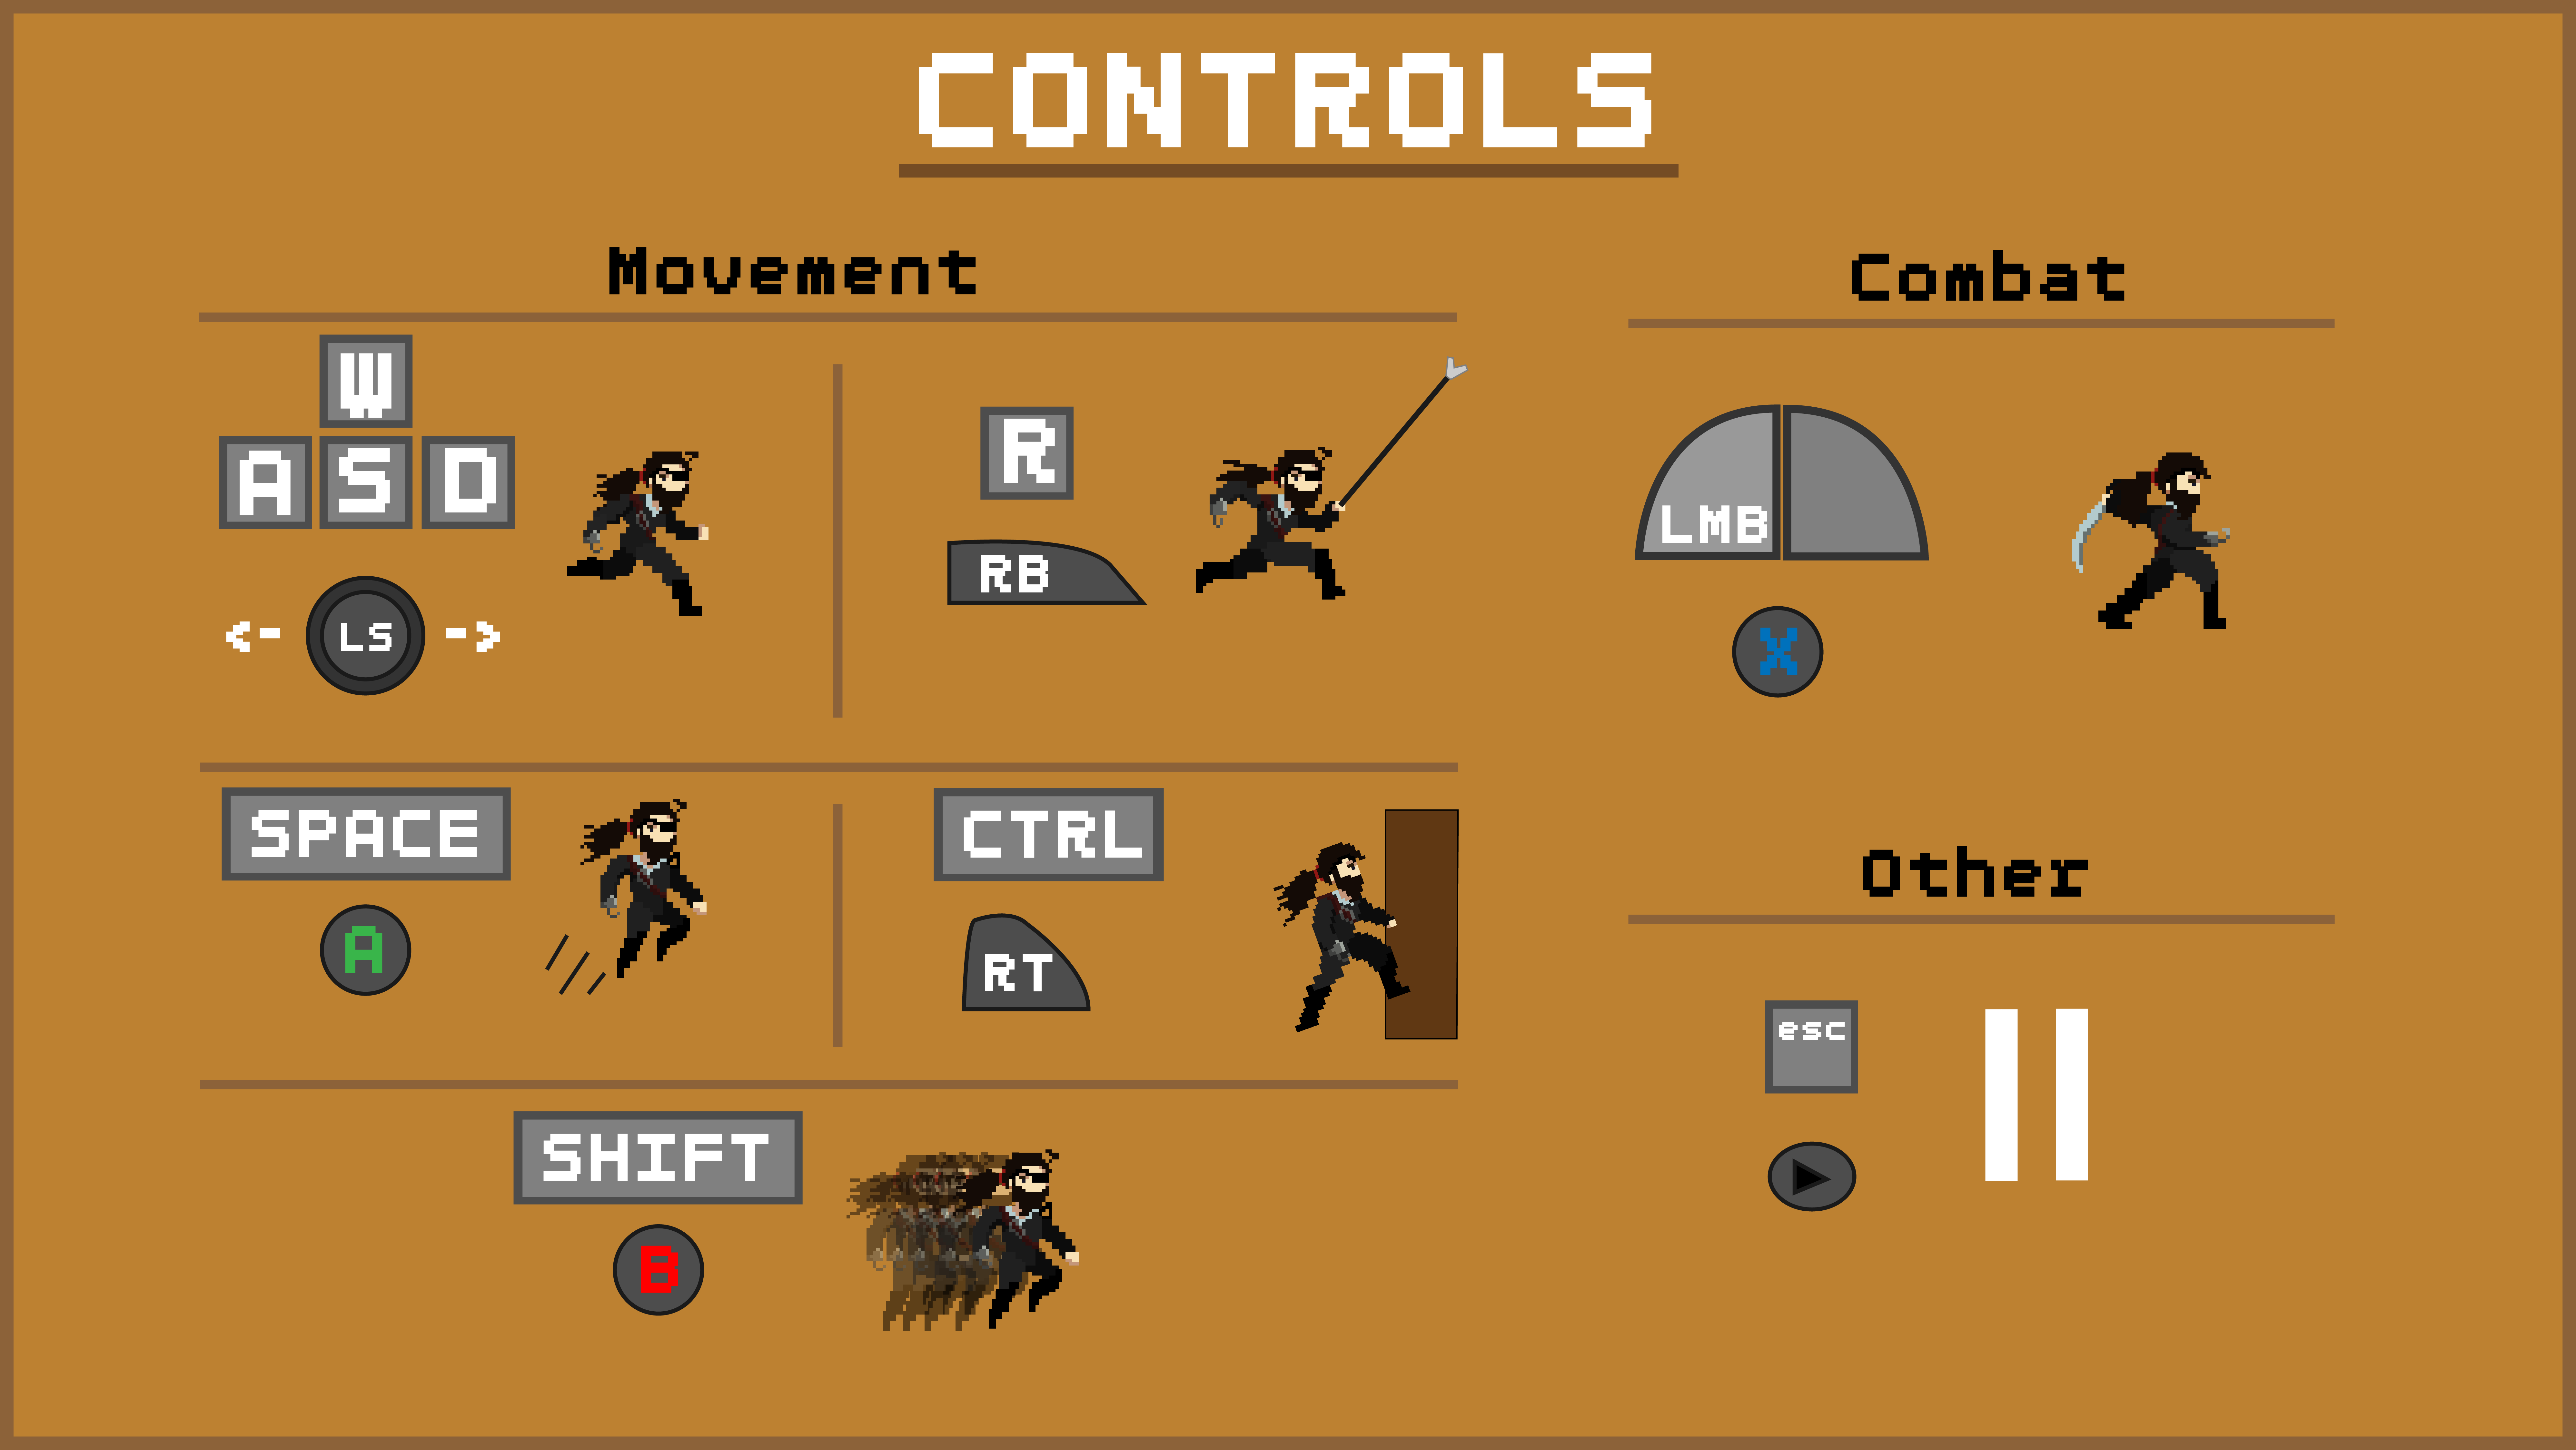 CONTROLS
Movement
W
A S D
<- LS ->
R
RB
SPACE
A
CTRL
RT
SHIFT
B
Combat
LMB
X
Other
esc